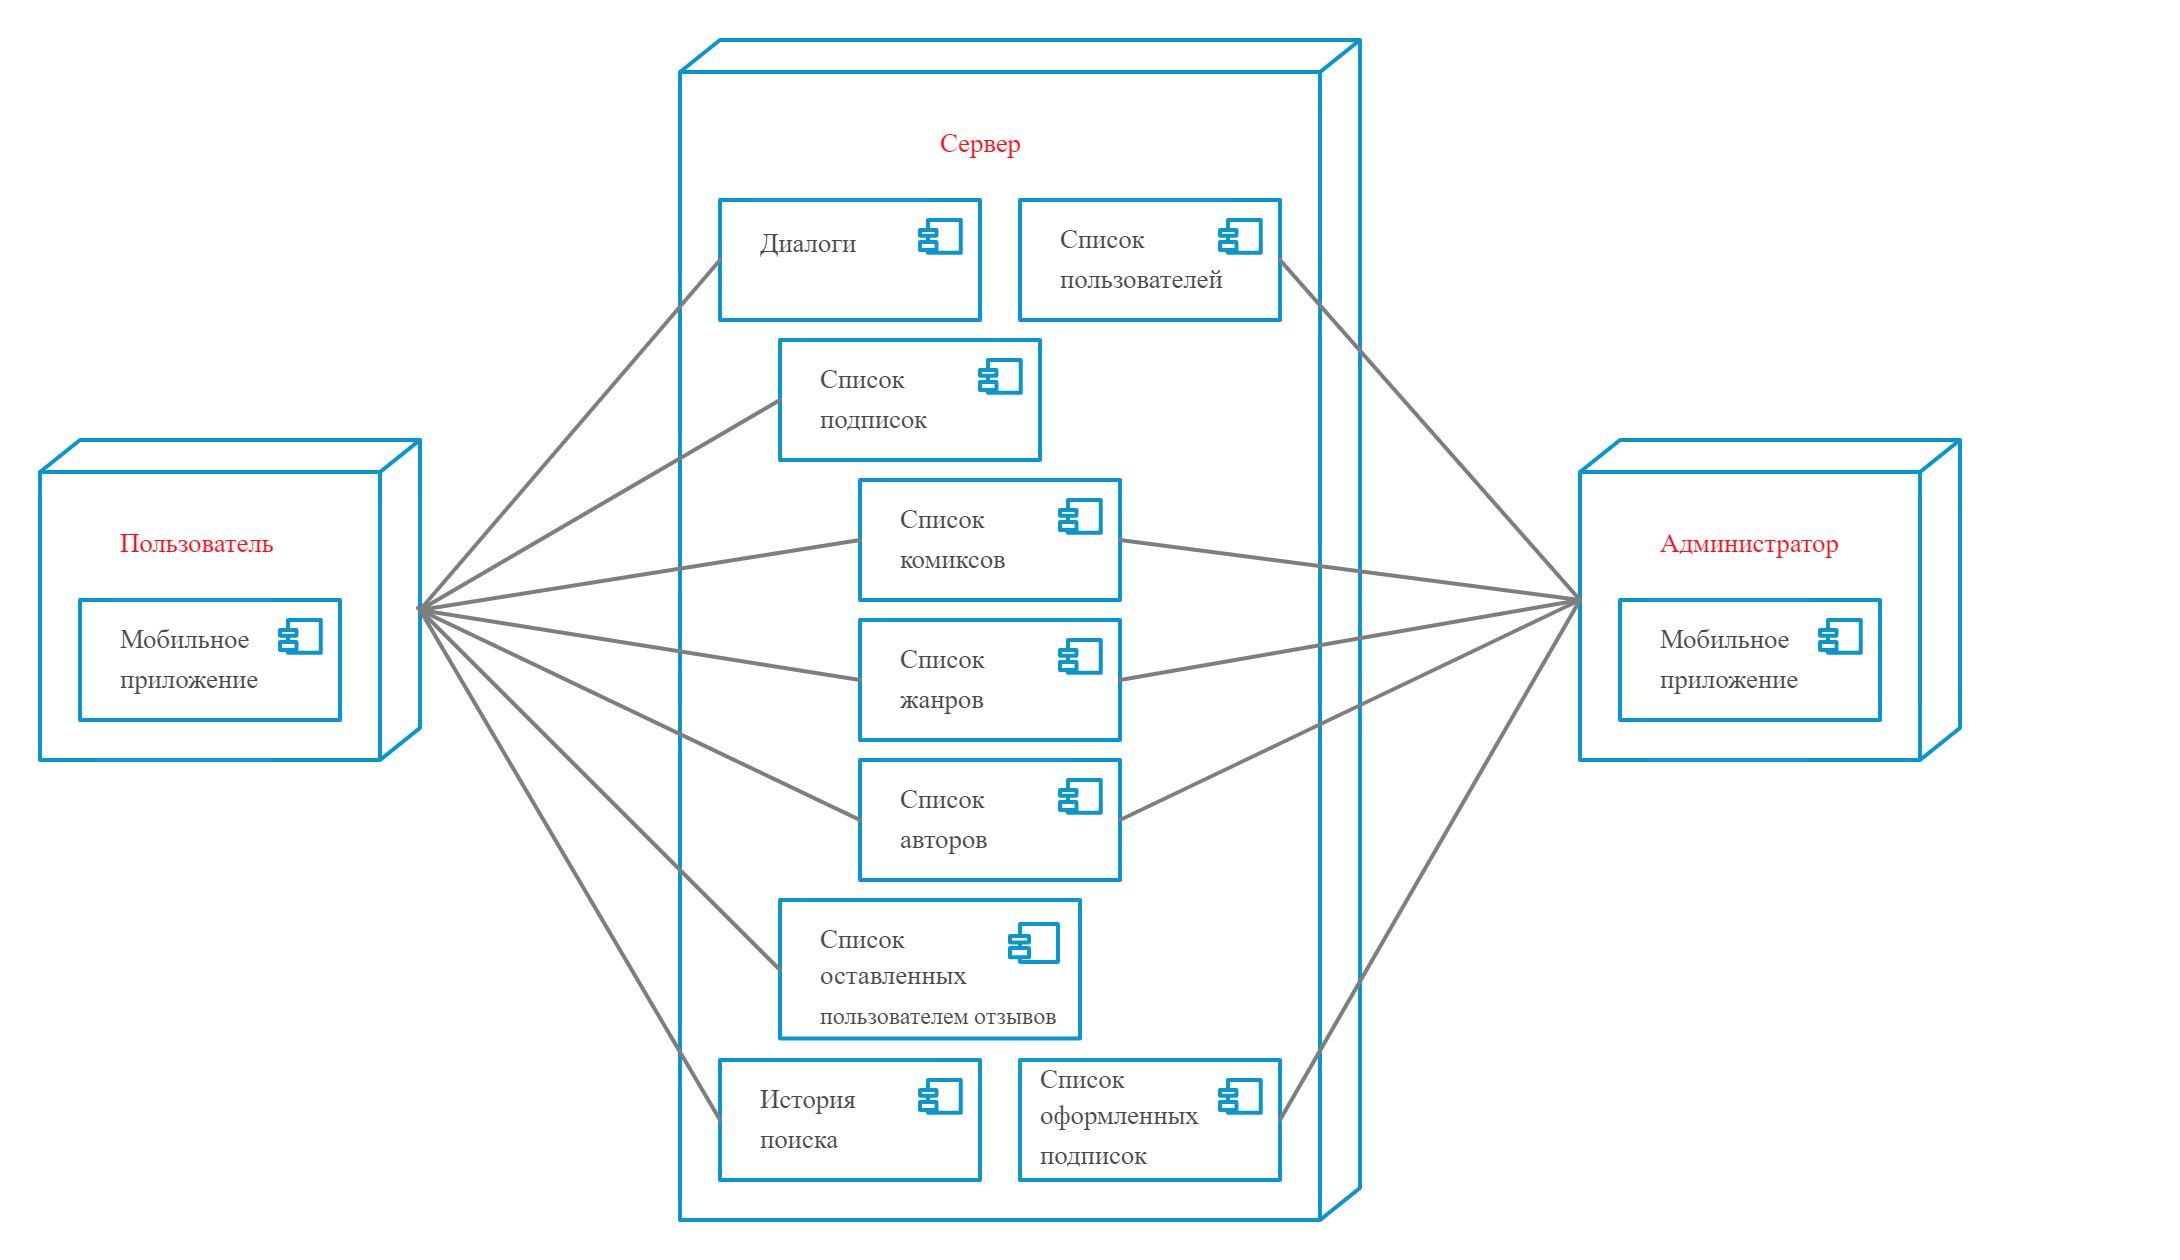 Сервер
Диалоги
Список
пользователей
Список
подписок
Пользователь
Мобильное
приложение
Список
комиксов
Список
жанров
Список
авторов
Администратор
Мобильное
приложение
Список
оставленных
пользователем отзывов
История
поиска
Список
оформленных
подписок